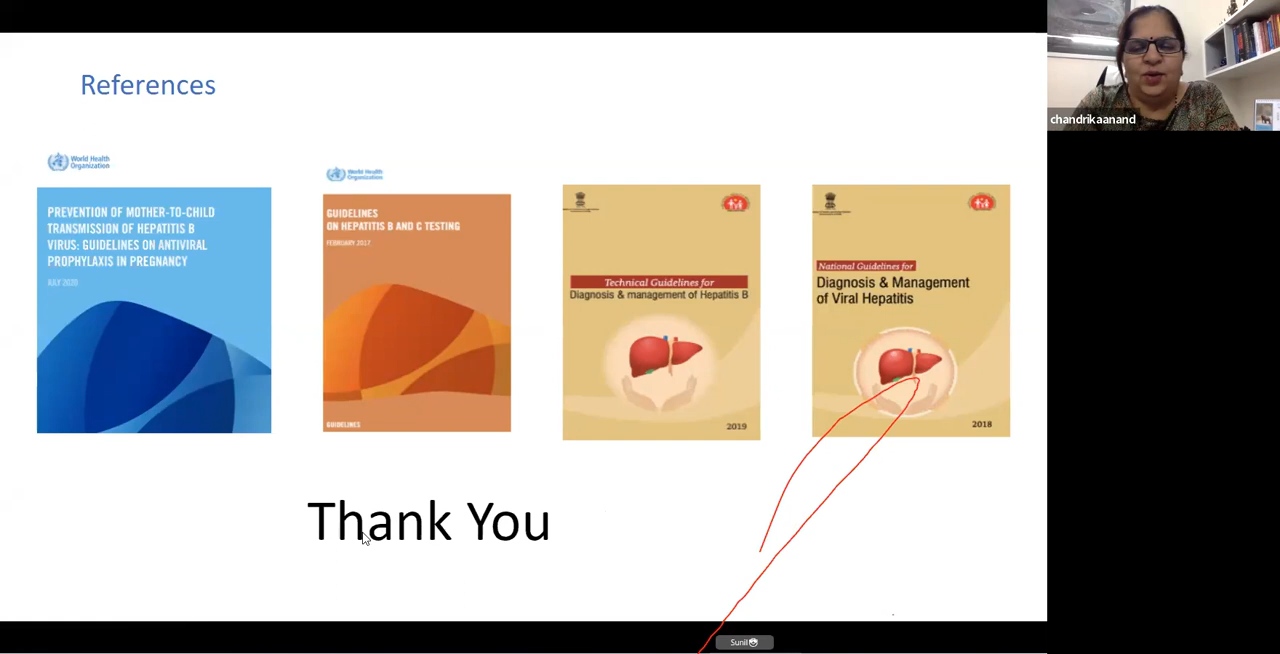 References
chandrikaanand
World Health
Organization
PREVENTION OF MOTHER-TO-CHILD
TRANSMISSION OF HEPATITIS B
VIRUS: GUIDELINES ON ANTIVIRAL
PROPHYLAXIS IN PREGNANCY
JULY 2020
World Health
Organization
GUIDELINES
ON HEPATITIS B AND C TESTING
FEBRUARY 2017
GUIDELINES
Technical Guidelines for
Diagnosis & management of Hepatitis B
2019
National Guidelines for
Diagnosis & Management
of Viral Hepatitis
2018
Thank You
Sunil